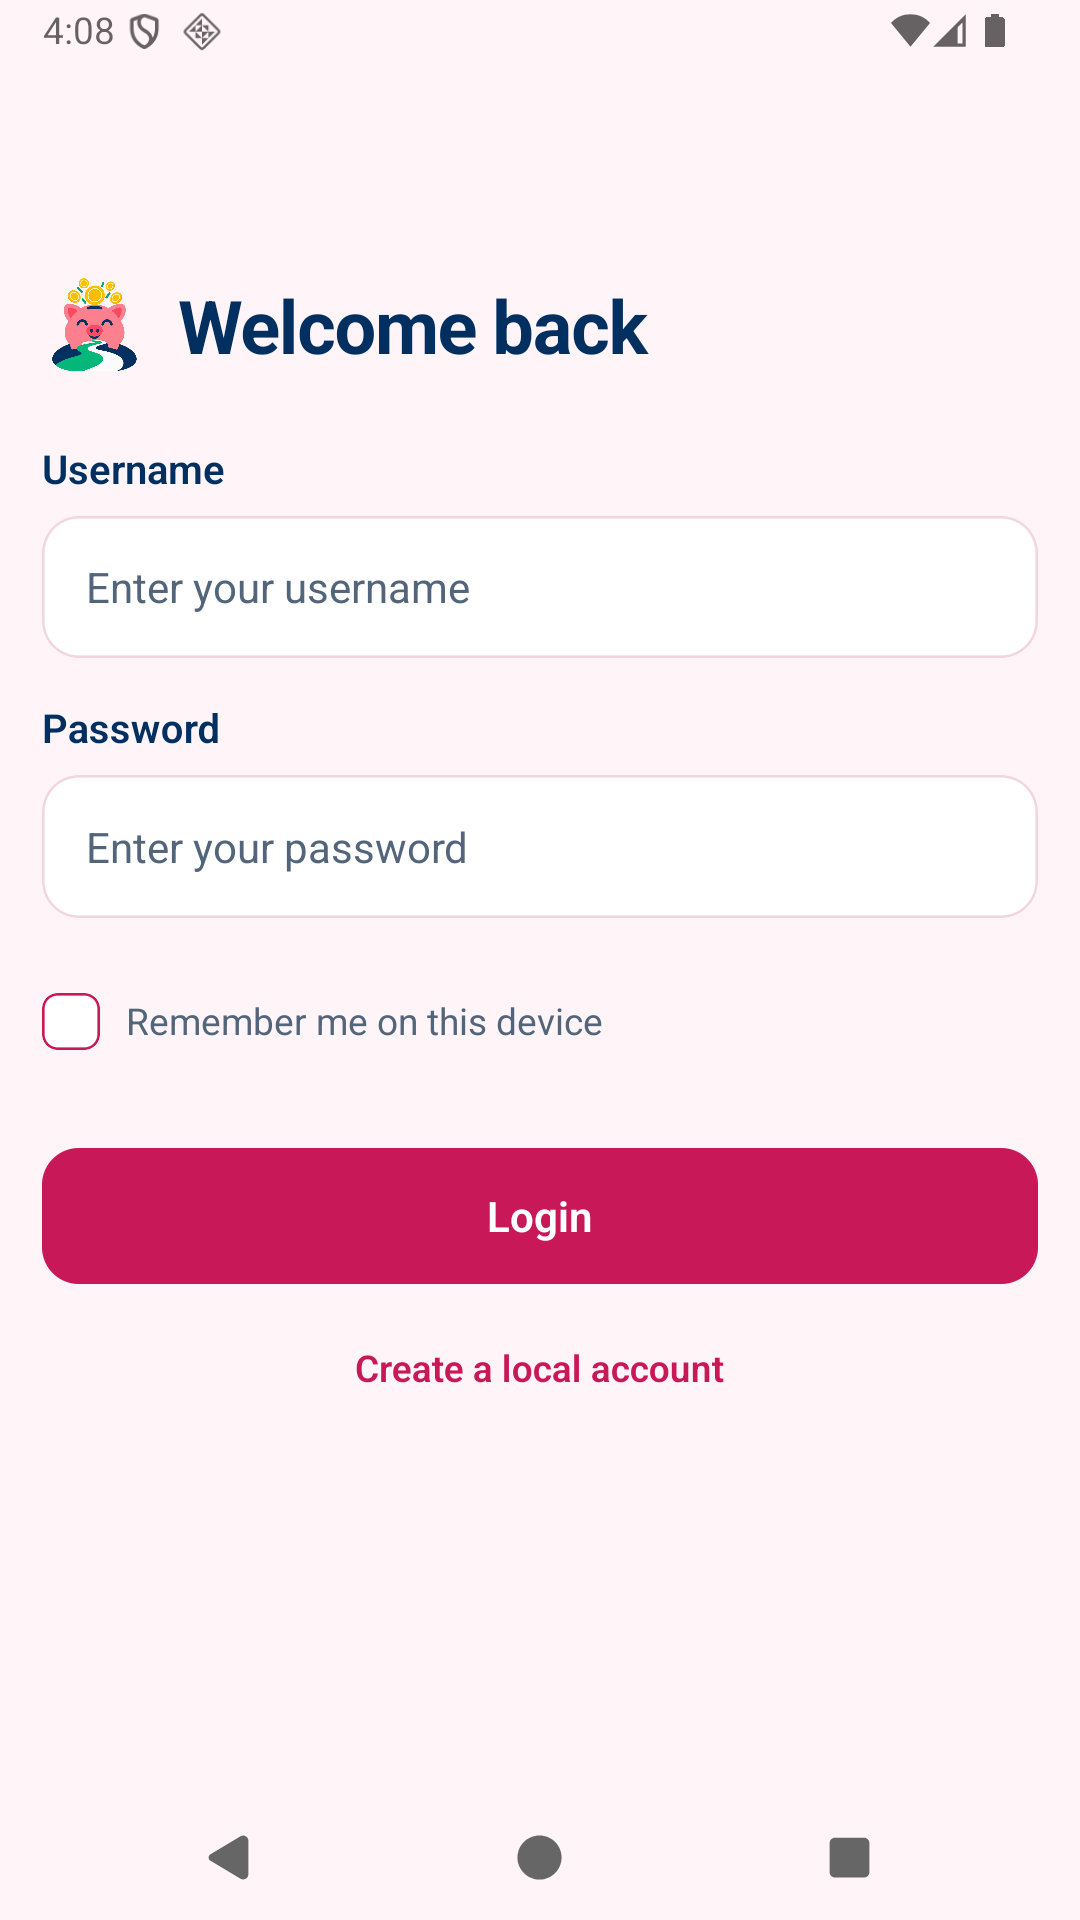 4:08
Welcome back
Username
Enter your username
Password
Enter your password
Remember me on this device
Login
Create a local account